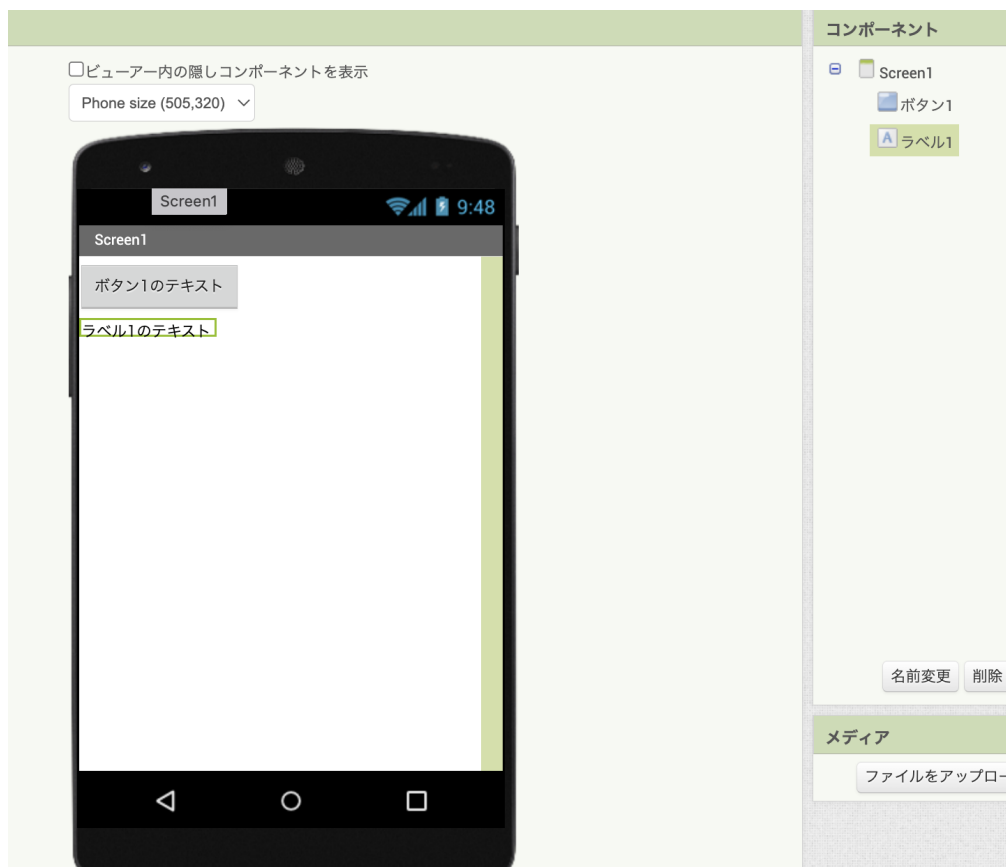 コンポーネント
ビューアー内の隠しコンポーネントを表示
Phone size (505,320)
Screen1
ボタン1
ラベル1
Screen1
9:48
Screen1
ボタン1のテキスト
ラベル1のテキスト
名前変更 削除
メディア
ファイルをアップロー